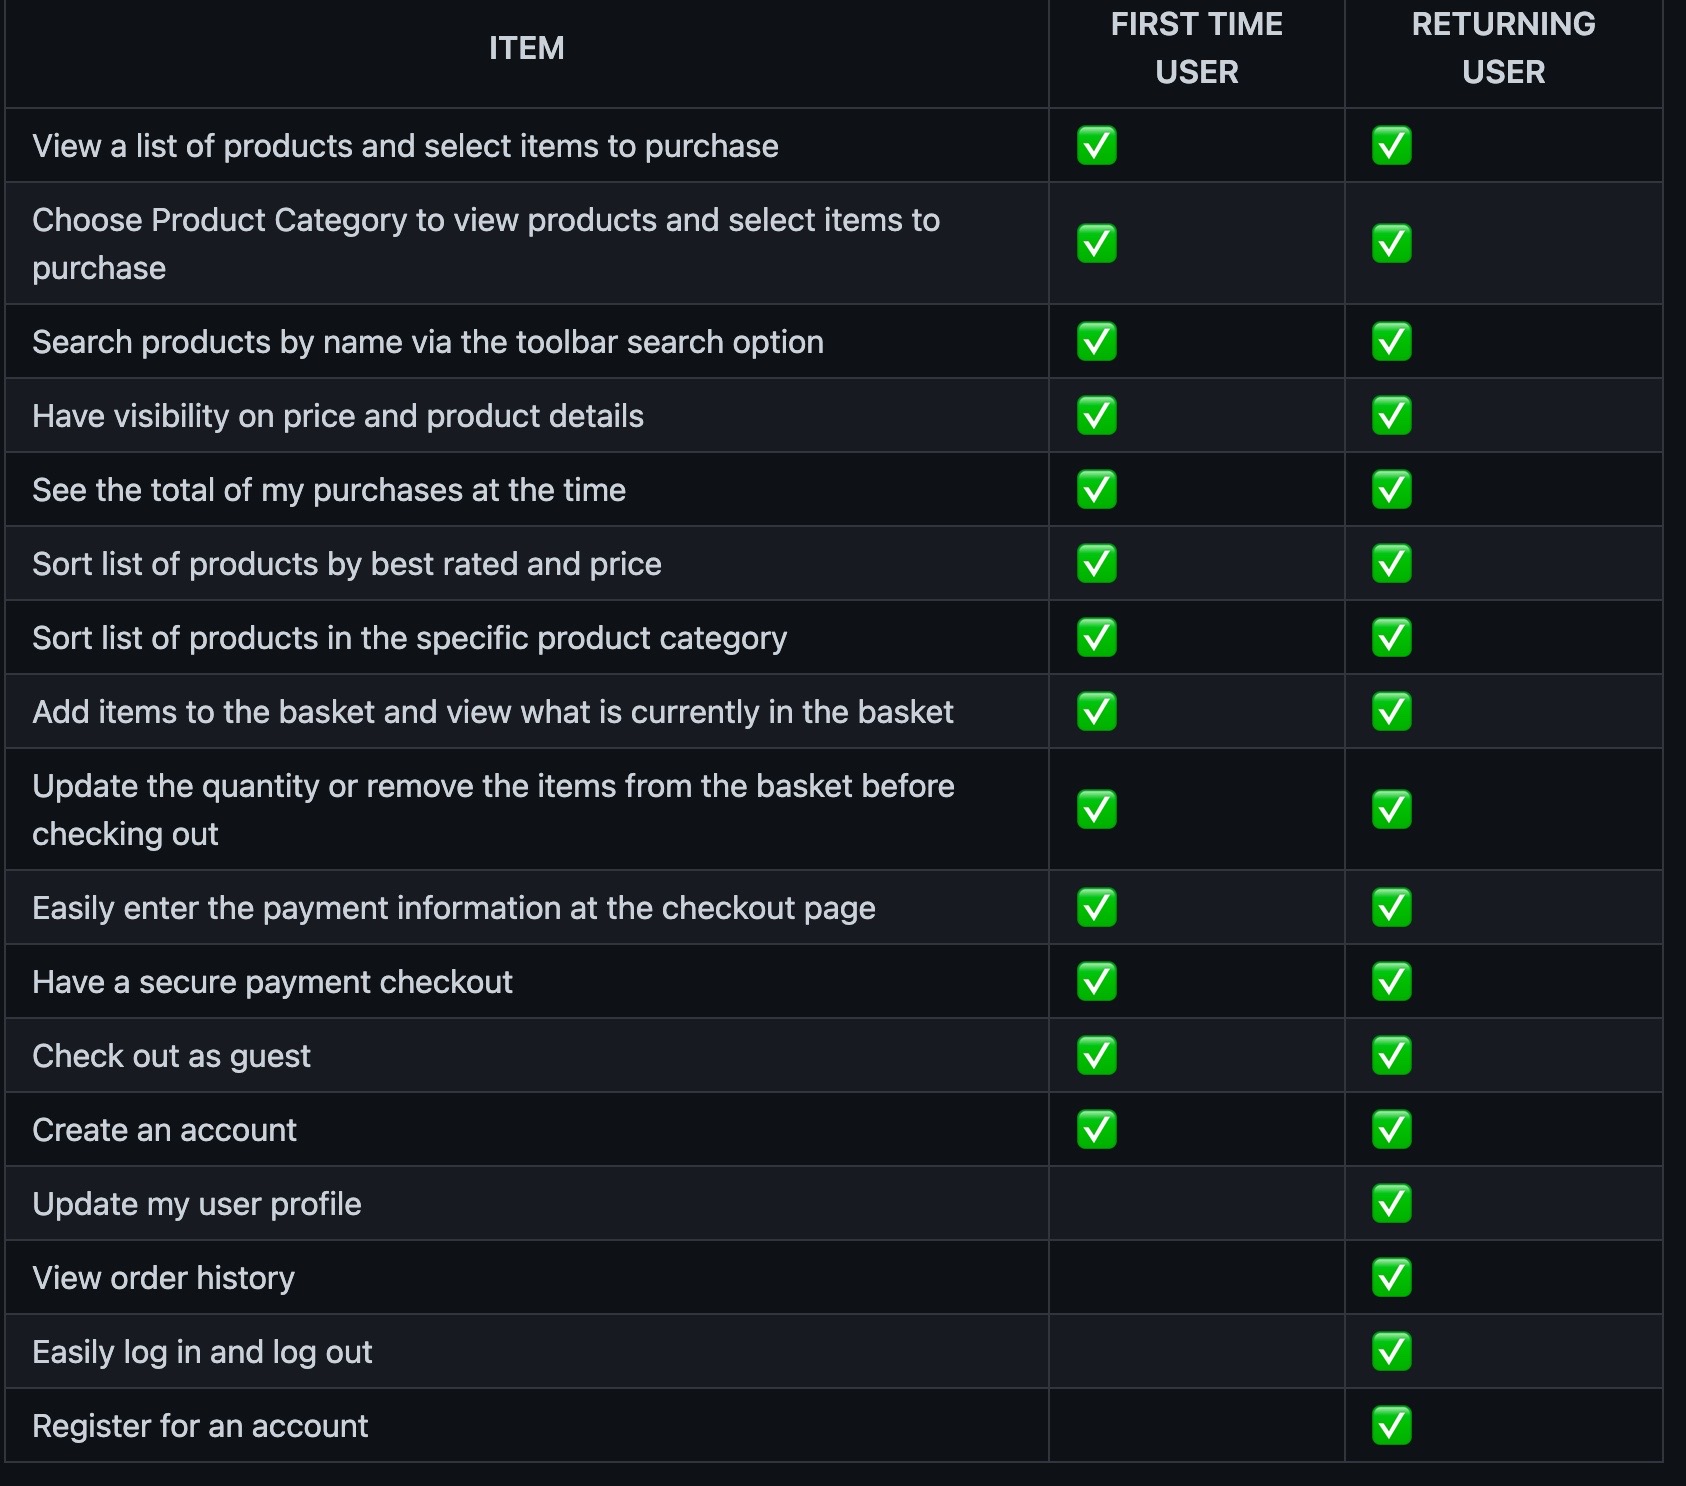 ITEM
FIRST TIME
USER
RETURNING
USER
View a list of products and select items to purchase
Choose Product Category to view products and select items to
purchase
Search products by name via the toolbar search option
Have visibility on price and product details
See the total of my purchases at the time
Sort list of products by best rated and price
Sort list of products in the specific product category
Add items to the basket and view what is currently in the basket
Update the quantity or remove the items from the basket before
checking out
Easily enter the payment information at the checkout page
Have a secure payment checkout
Check out as guest
Create an account
Update my user profile
View order history
Easily log in and log out
Register for an account